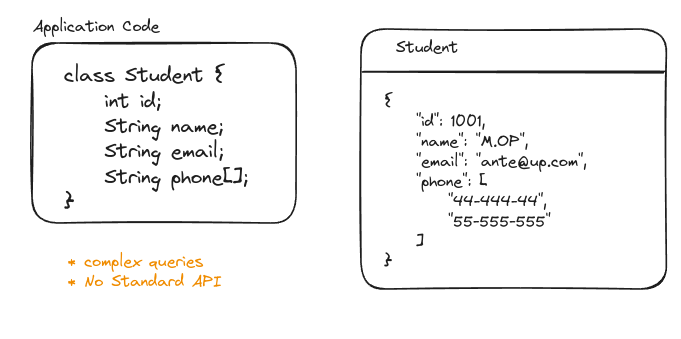 Application Code
class Student {
int id;
String name;
String email;
String phone[];
}
* complex queries
* No Standard API
Student
{
"id": 1001,
"name": "M.OP",
"email": "ante@up.com",
"phone": [
"44-444-44",
"55-555-555"
]
}